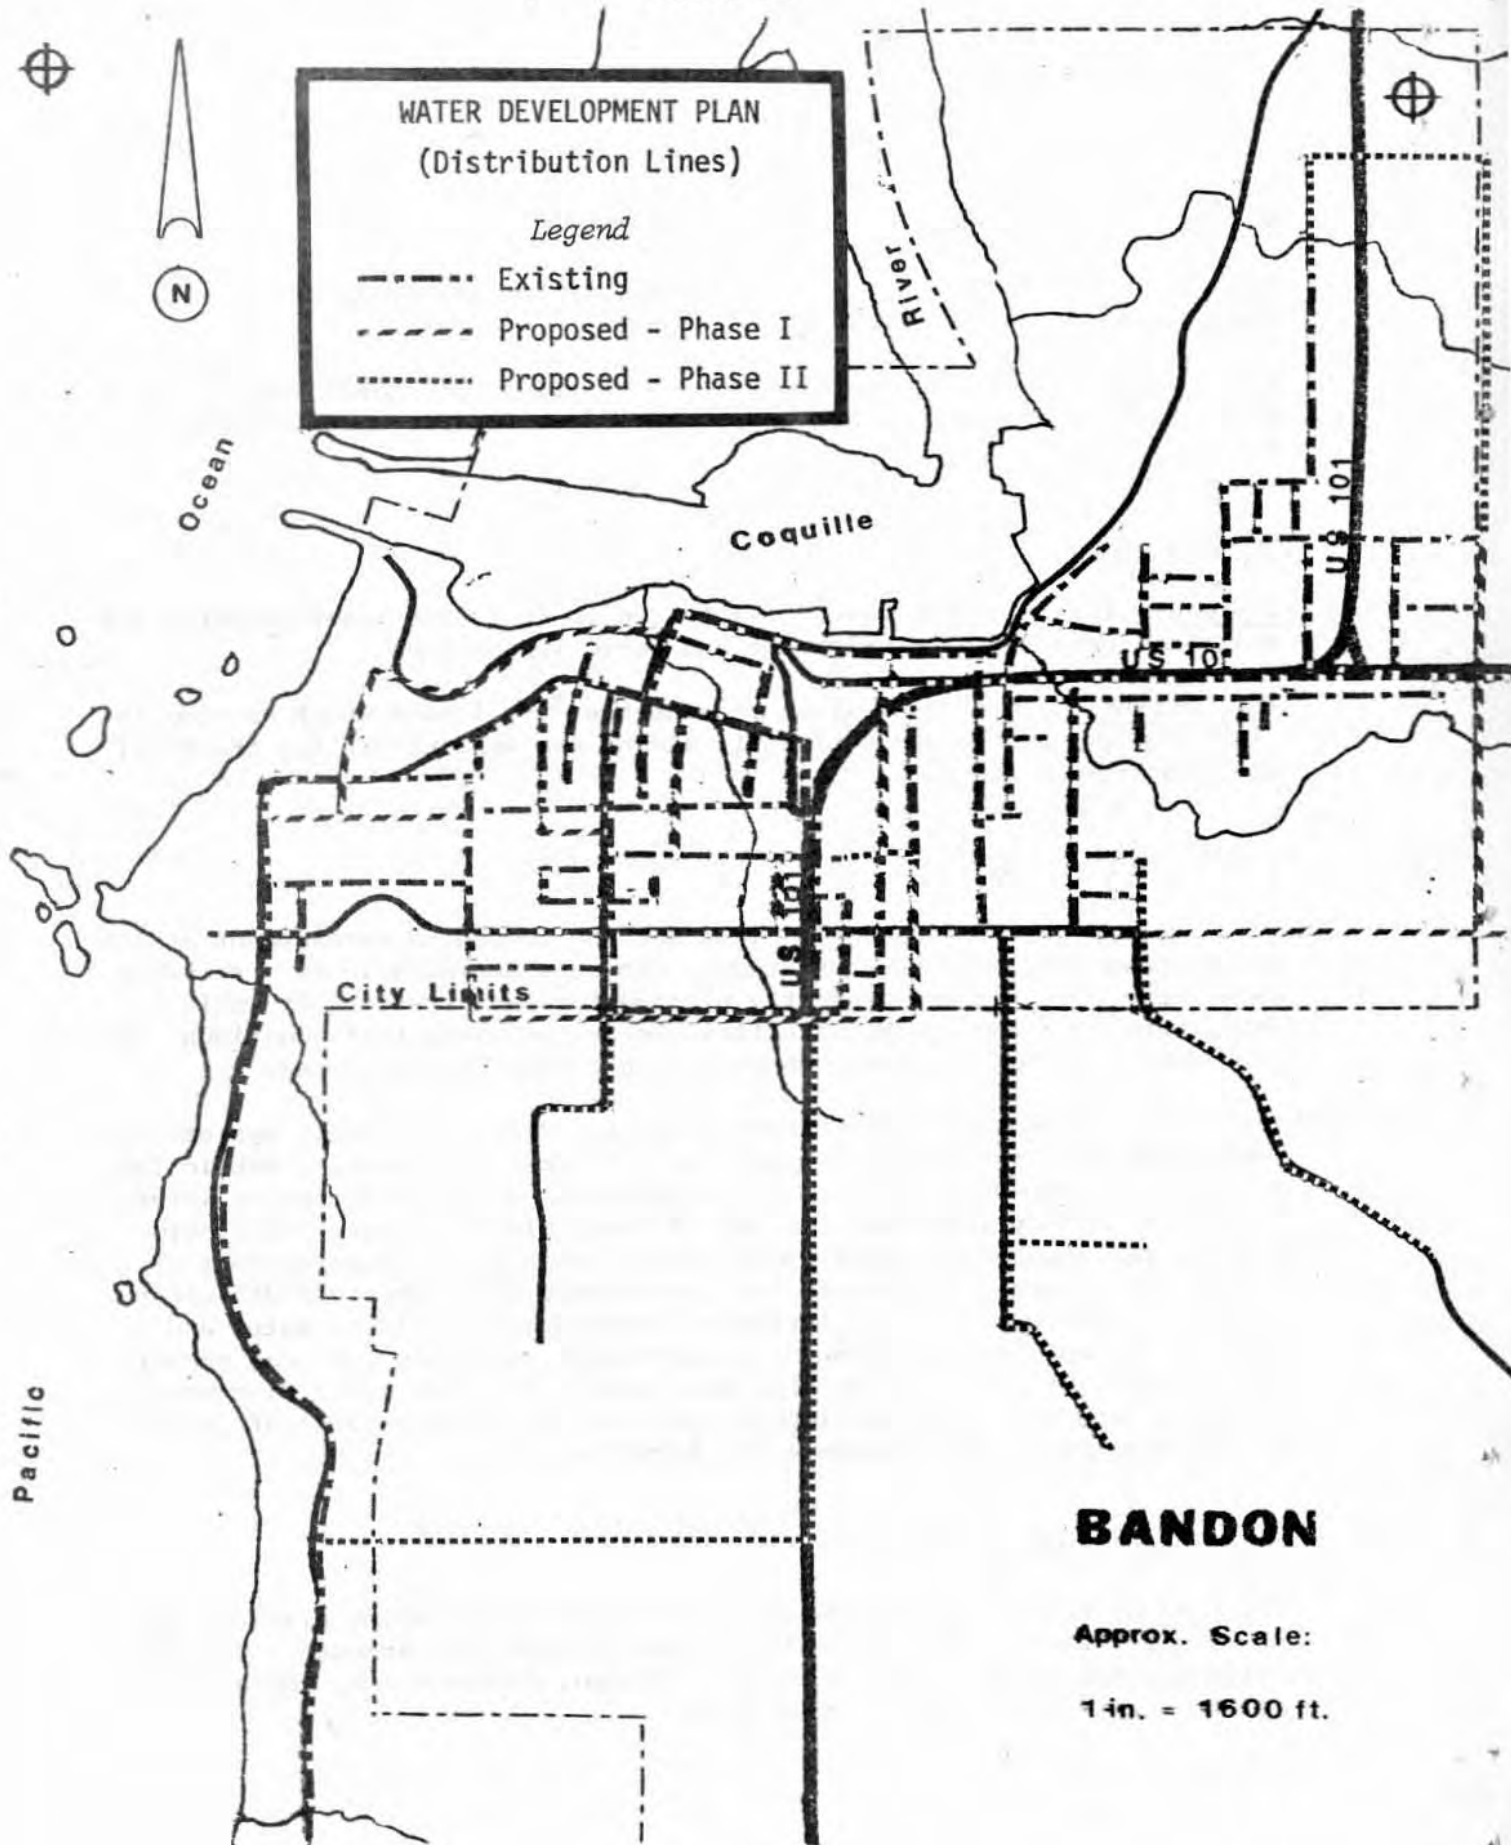 WATER DEVELOPMENT PLAN
(Distribution Lines)
Legend
Existing
Proposed - Phase I
Proposed - Phase II
N
River
Ocean
Coquille
US 101
US 10
US 101
City Limits
Pacific
BANDON
Approx. Scale:
1 in. = 1600 ft.